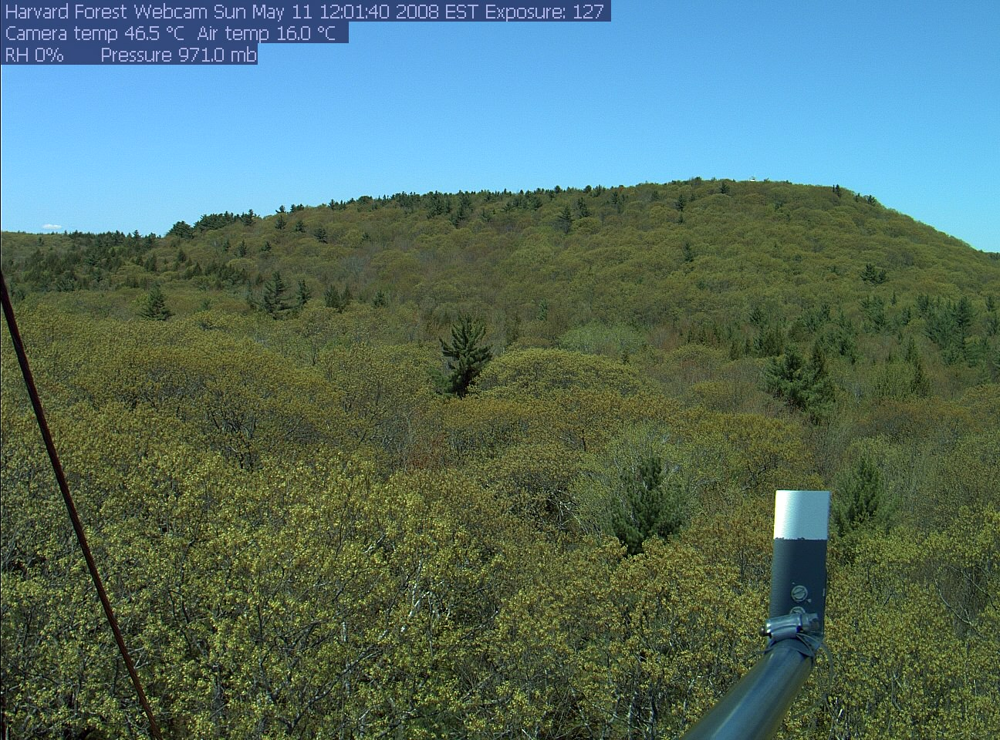 Harvard Forest Webcam Sun May 11 12:01:40 2008 EST Exposure: 127
Camera temp 46.5 °C Air temp 16.0 °C
RH 0% Pressure 971.0 mb